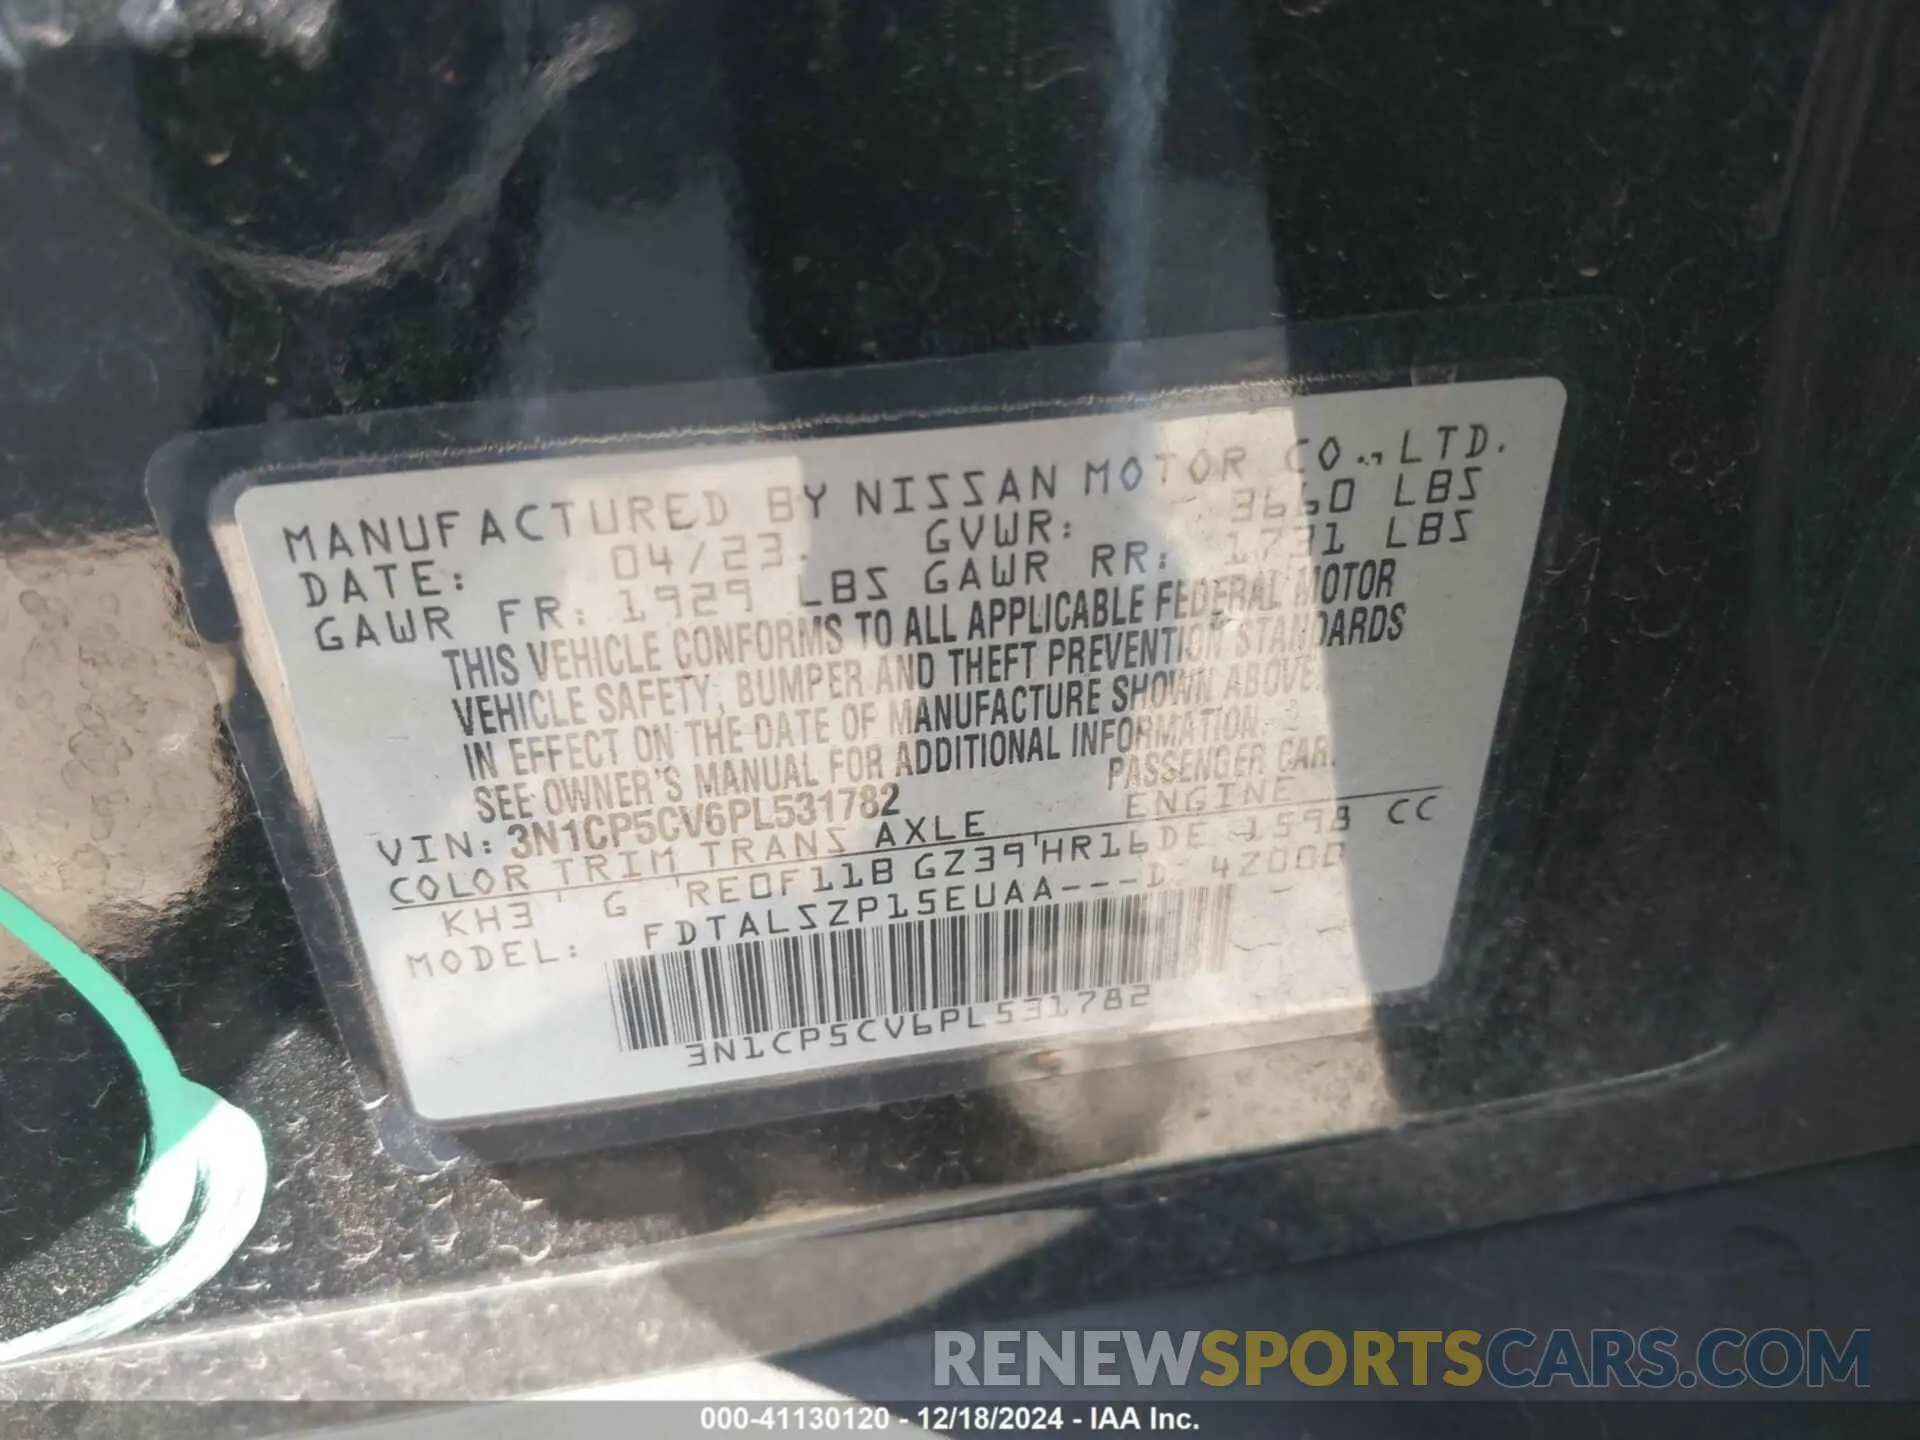 MANUFACTURED BY NISSAN MOTOR CO., LTD.
DATE: 04/23. GVWR: 3660 LBS
GAWR FR: 1929 LBS GAWR RR: 1731 LBS
THIS VEHICLE CONFORMS TO ALL APPLICABLE FEDERAL MOTOR
VEHICLE SAFETY, BUMPER AND THEFT PREVENTION STANDARDS
IN EFFECT ON THE DATE OF MANUFACTURE SHOWN ABOVE.
SEE OWNER'S MANUAL FOR ADDITIONAL INFORMATION.
VIN: 3N1CP5CV6PL531782 PASSENGER CAR.
COLOR TRIM TRANS AXLE ENGINE
KH3 G RE0F11B GZ39 HR16DE 1598 CC
MODEL: FDTALSZP15EUAA---D
3N1CP5CV6PL531782
RENEWSPORTSCARS.COM
000-41130120 - 12/18/2024 - IAA Inc.